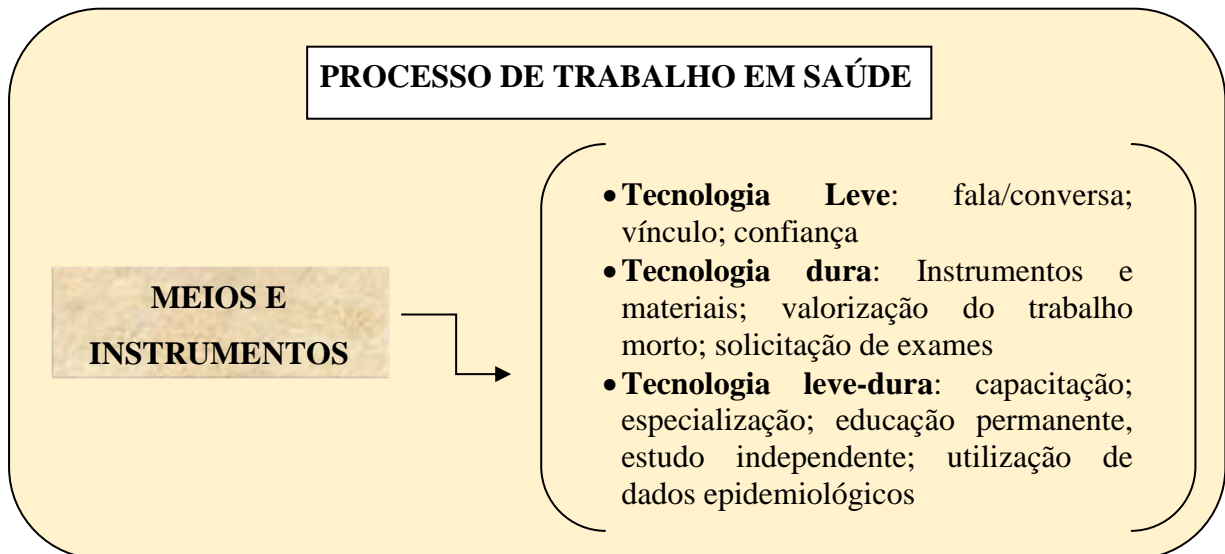 PROCESSO DE TRABALHO EM SAÚDE
MEIOS E
INSTRUMENTOS
•Tecnologia Leve: fala/conversa;
vínculo; confiança
•Tecnologia dura: Instrumentos e
materiais; valorização do trabalho
morto; solicitação de exames
•Tecnologia leve-dura: capacitação;
especialização; educação permanente,
estudo independente; utilização de
dados epidemiológicos